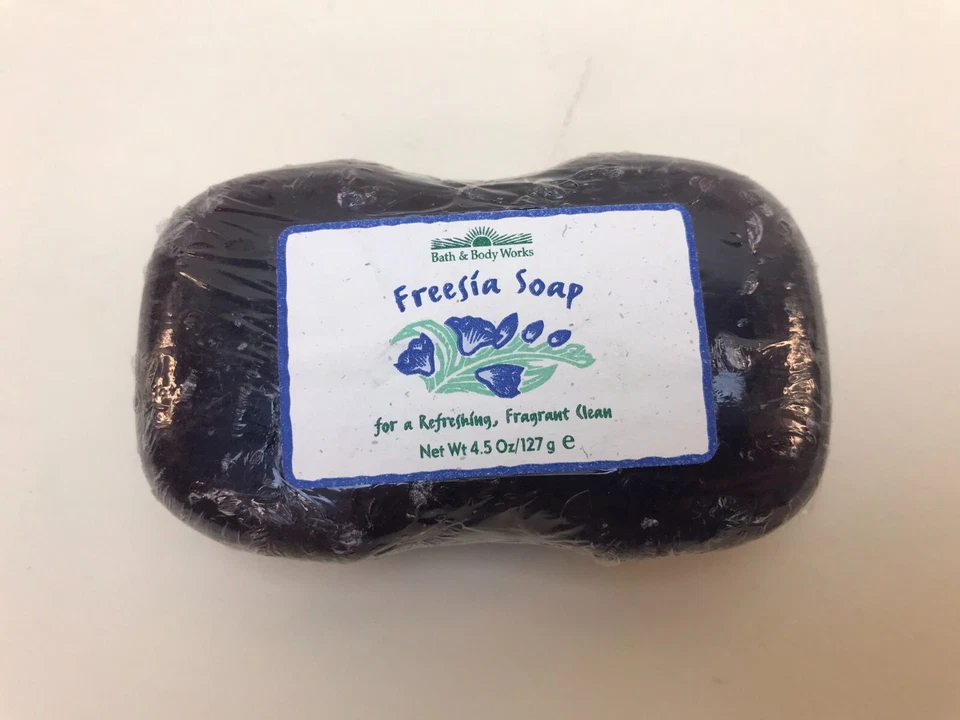 Bath & Body Works
Freesia Soap
for a Refreshing, Fragrant Clean
Net Wt 4.5 Oz/127 g ℮